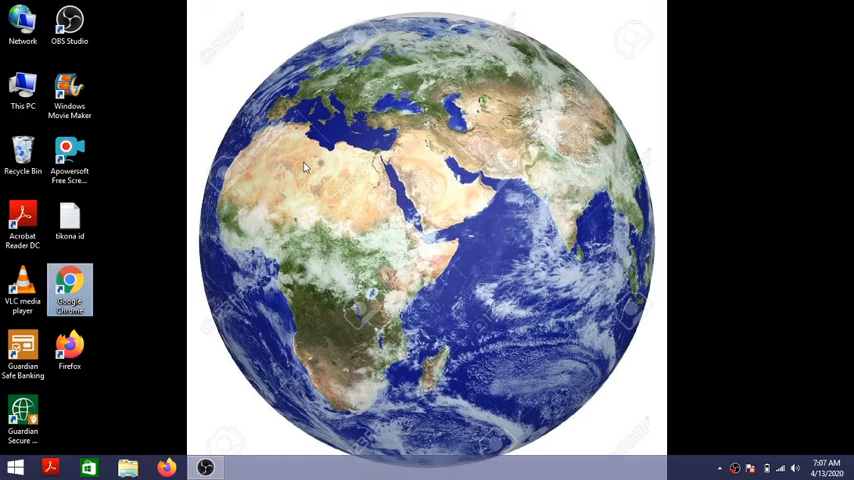 Network
OBS Studio
This PC
Windows
Movie Maker
Recycle Bin
Apowersoft
Free Scre...
Acrobat
Reader DC
tikona id
VLC media
player
Google
Chrome
Guardian
Safe Banking
Firefox
Guardian
Secure ...
7:07 AM
4/13/2020